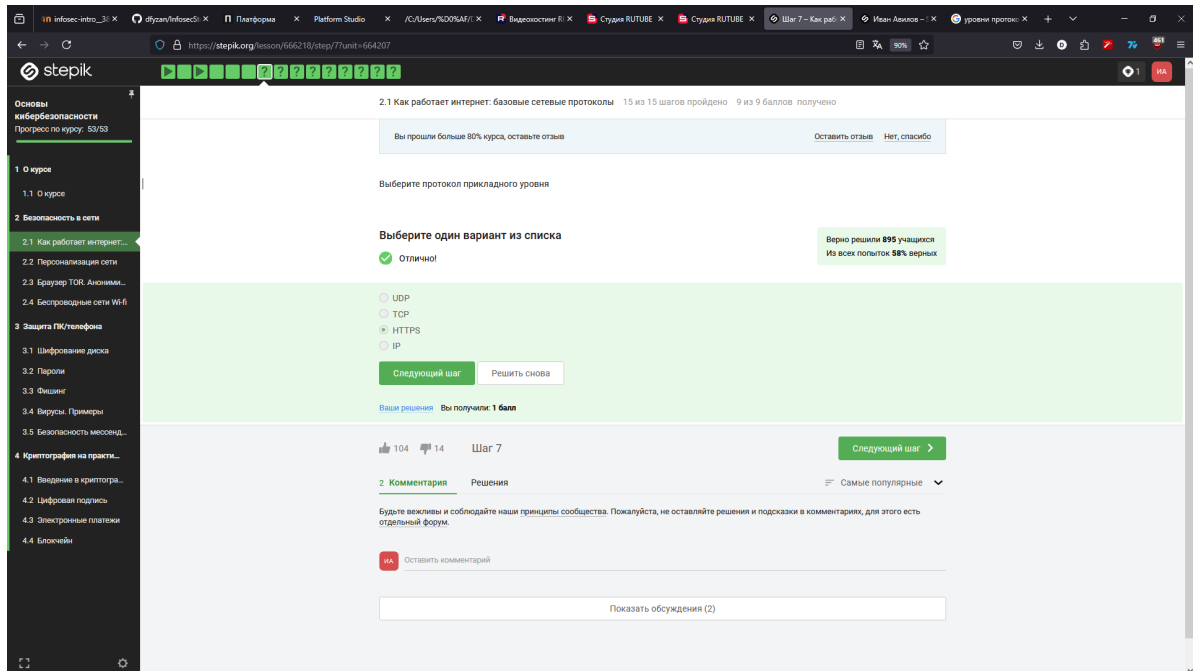 infosec-intro__38
dfyzan/InfosecSt
Платформа
Platform Studio
/C:/Users/%D0%AF/
Видеохостинг R
Студия RUTUBE
Студия RUTUBE
Шаг 7 – Как раб
Иван Авилов –
уровни проток
https://stepik.org/lesson/666218/step/7?unit=664207
90%
461
stepik
1
ИА
Основы
кибербезопасности
Прогресс по курсу: 53/53
1 О курсе
1.1 О курсе
2 Безопасность в сети
2.1 Как работает интернет:...
2.2 Персонализация сети
2.3 Браузер TOR. Аноними...
2.4 Беспроводные сети Wi-fi
3 Защита ПК/телефона
3.1 Шифрование диска
3.2 Пароли
3.3 Фишинг
3.4 Вирусы. Примеры
3.5 Безопасность мессенд...
4 Криптография на практи...
4.1 Введение в криптогра...
4.2 Цифровая подпись
4.3 Электронные платежи
4.4 Блокчейн
2.1 Как работает интернет: базовые сетевые протоколы 15 из 15 шагов пройдено 9 из 9 баллов получено
Вы прошли больше 80% курса, оставьте отзыв Оставить отзыв Нет, спасибо
Выберите протокол прикладного уровня
Выберите один вариант из списка
Отлично!
Верно решили 895 учащихся
Из всех попыток 58% верных
UDP
TCP
HTTPS
IP
Следующий шаг Решить снова
Ваши решения Вы получили: 1 балл
104 14 Шаг 7 Следующий шаг
2 Комментария Решения Самые популярные
Будьте вежливы и соблюдайте наши принципы сообщества. Пожалуйста, не оставляйте решения и подсказки в комментариях, для этого есть
отдельный форум.
ИА Оставить комментарий
Показать обсуждения (2)